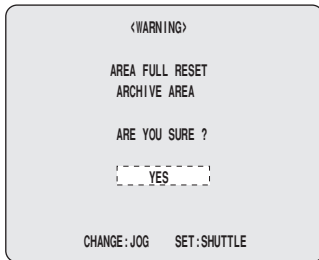 <WARNING>
AREA FULL RESET
ARCHIVE AREA
ARE YOU SURE ?
YES
CHANGE:JOG SET:SHUTTLE